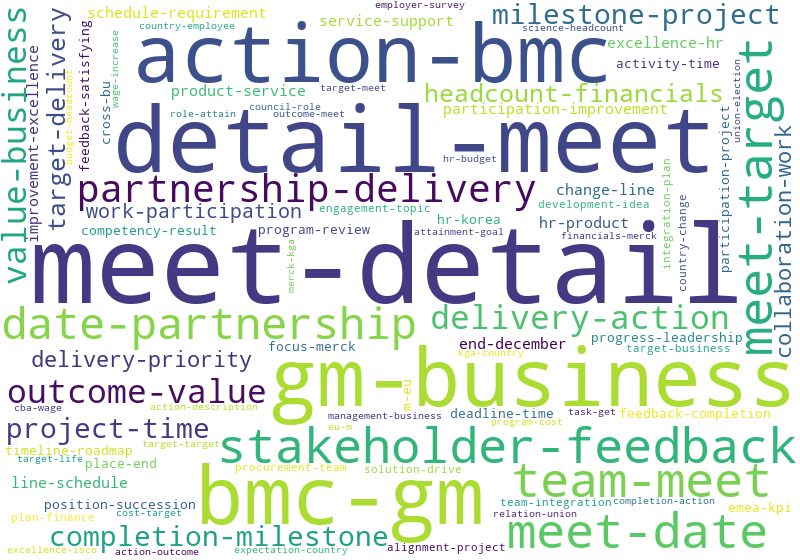 employer-survey
schedule-requirement
milestone-project
service-support
country-employee
science-headcount
action-bmc
excellence-hr
value-business
improvement-excellence
target-delivery
budget-headcount
feedback-satisfying
cross-bu
wage-increase
activity-time
product-service
target-meet
headcount-financials
union-election
meet-target
council-role
participation-improvement
role-attain
outcome-meet
detail-meet
hr-budget
participation-project
collaboration-work
partnership-delivery
change-line
integration-plan
work-participation
engagement-topic
development-idea
hr-korea
hr-product
competency-result
program-review
attainment-goal
financials-merck
country-change
merck-kga
meet-detail
date-partnership
delivery-action
progress-leadership
end-december
focus-merck
target-business
delivery-priority
kga-country
gm-business
outcome-value
m-eu
cba-wage
action-description
management-business
deadline-time
task-get
feedback-completion
project-time
eu-m
program-cost
stakeholder-feedback
target-target
timeline-roadmap
target-life
place-end
procurement-team
solution-drive
team-meet
bmc-gm
line-schedule
position-succession
cost-target
team-integration
completion-action
emea-kpi
plan-finance
relation-union
meet-date
completion-milestone
excellence-isco
action-outcome
expectation-country
alignment-project